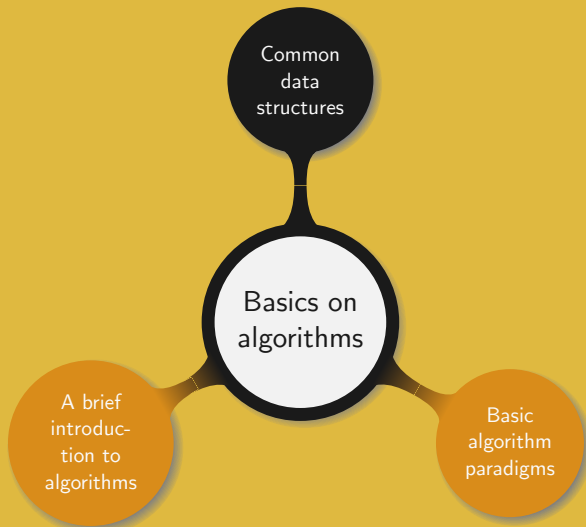 Common
data
structures
Basics on
algorithms
A brief
introduc-
tion to
algorithms
Basic
algorithm
paradigms